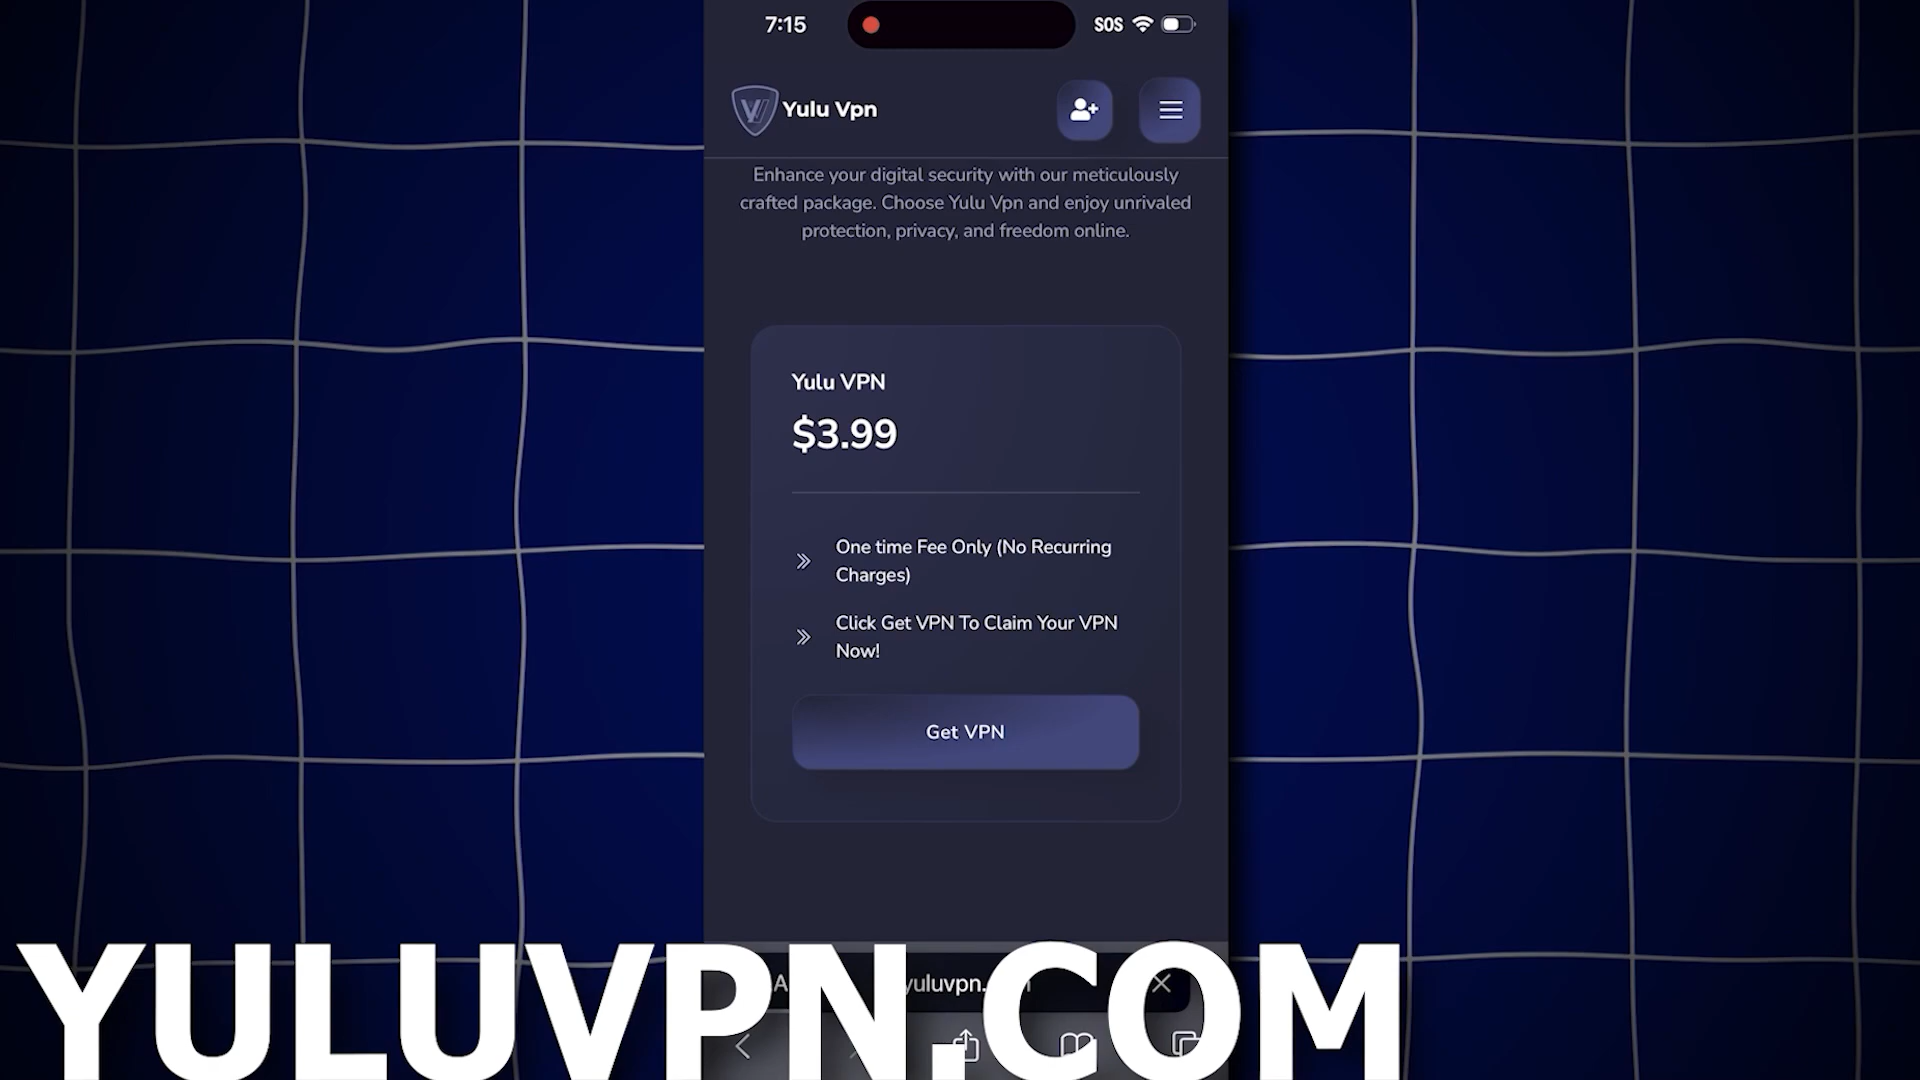 7:15
SOS
Yulu Vpn
Enhance your digital security with our meticulously
crafted package. Choose Yulu Vpn and enjoy unrivaled
protection, privacy, and freedom online.
Yulu VPN
$3.99
One time Fee Only (No Recurring
Charges)
Click Get VPN To Claim Your VPN
Now!
Get VPN
YULUVPN.COM